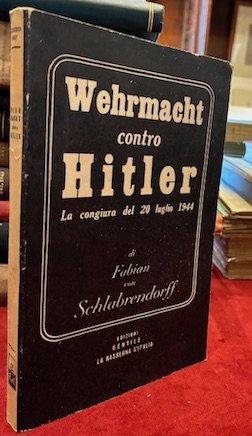 Wehrmacht
contro
Hitler
La congiura del 20 luglio 1944
di
Fabian
von
Schlabrendorff
EDIZIONI
GENTILE
LA RASSEGNA D'ITALIA